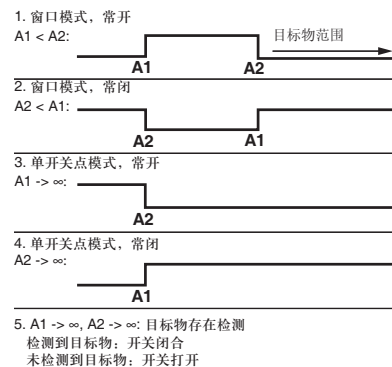 1. 窗口模式，常开
A1 < A2:
目标物范围
A1
A2
2. 窗口模式，常闭
A2 < A1:
A2
A1
3. 单开关点模式，常开
A1 -> ∞:
A2
4. 单开关点模式，常闭
A2 -> ∞:
A1
5. A1 -> ∞, A2 -> ∞: 目标物存在检测
检测到目标物：开关闭合
未检测到目标物：开关打开